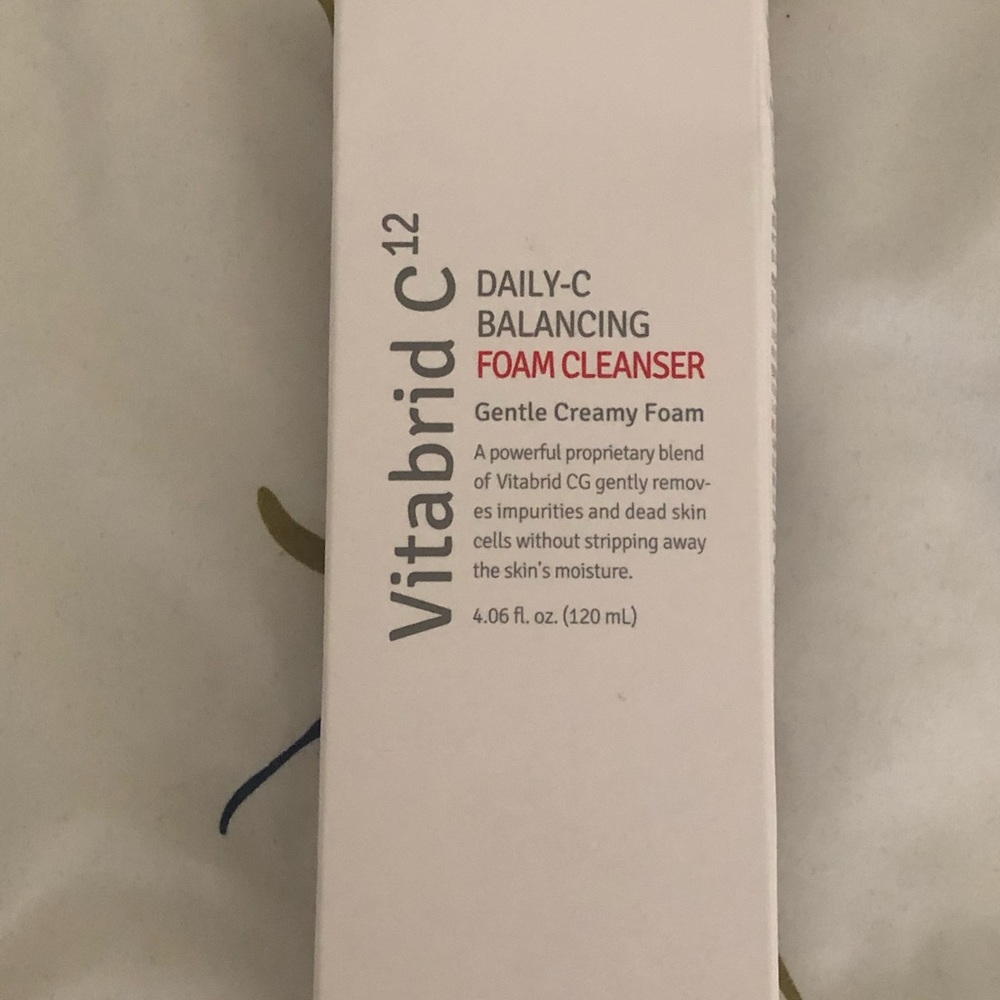 Vitabrid C12
DAILY-C
BALANCING
FOAM CLEANSER
Gentle Creamy Foam
A powerful proprietary blend
of Vitabrid CG gently remov-
es impurities and dead skin
cells without stripping away
the skin's moisture.
4.06 fl. oz. (120 mL)